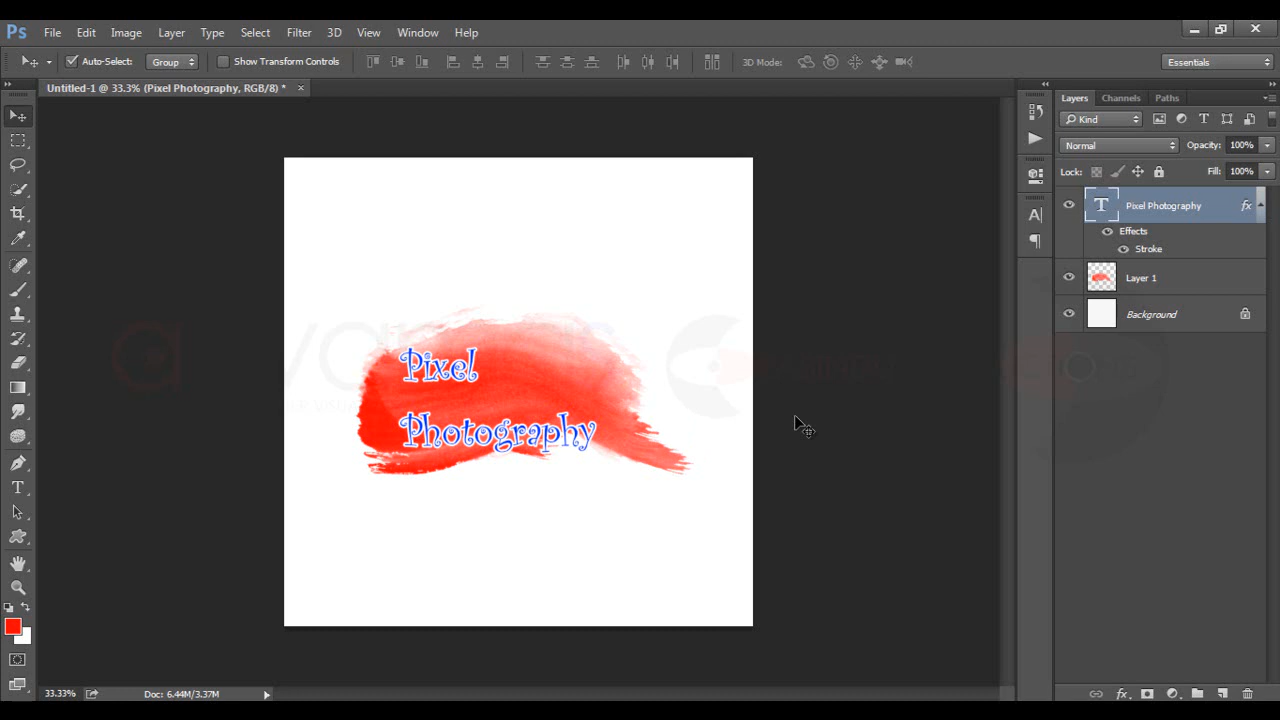 Ps File Edit Image Layer Type Select Filter 3D View Window Help
Auto-Select: Group Show Transform Controls 3D Mode: Essentials
Untitled-1 @ 33.3% (Pixel Photography, RGB/8) * ×
Layers Channels Paths
Kind
Normal Opacity: 100%
Lock: Fill: 100%
T Pixel Photography fx
Effects
Stroke
Layer 1
Background
Pixel
Photography
33.33% Doc: 6.44M/3.37M